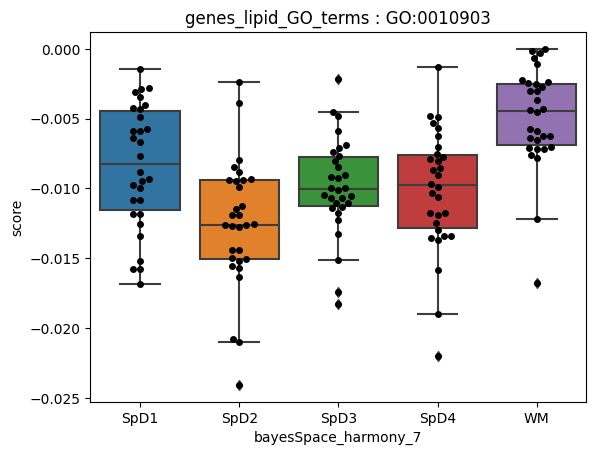 genes_lipid_GO_terms : GO:0010903
0.000
−0.005
−0.010
−0.015
−0.020
−0.025
score
SpD1 SpD2 SpD3 SpD4 WM
bayesSpace_harmony_7